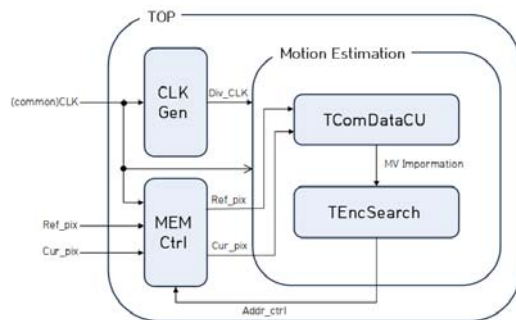 TOP
Motion Estimation
CLK
Gen
(common)CLK
Div_CLK
TComDataCU
MV Impormation
Ref_pix
MEM
Ctrl
TEncSearch
Ref_pix
Cur_pix
Cur_pix
Addr_ctrl